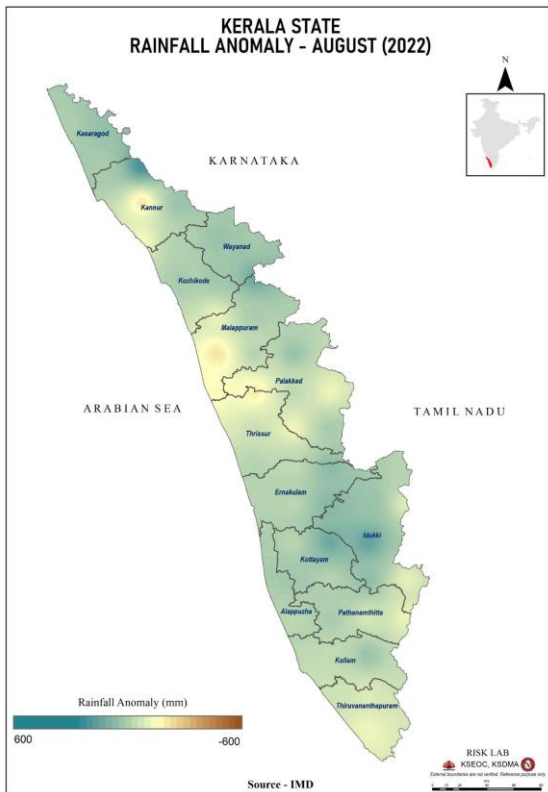 KERALA STATE
RAINFALL ANOMALY - AUGUST (2022)
N
KARNATAKA
Kasaragod
Kannur
Wayanad
Kozhikode
Malappuram
Palakkad
ARABIAN SEA
TAMIL NADU
Thrissur
Ernakulam
Idukki
Kottayam
Alappuzha
Pathanamthitta
Kollam
Thiruvananthapuram
Rainfall Anomaly (mm)
600
-600
RISK LAB
KSEOC, KSDMA
External boundaries are not verified. Reference purpose only
Source - IMD